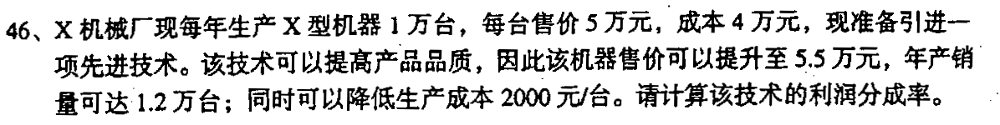 46、X 机械厂现每年生产 X 型机器 1 万台，每台售价 5 万元，成本 4 万元，现准备引进一
项先进技术。该技术可以提高产品品质，因此该机器售价可以提升至 5.5 万元，年产销
量可达 1.2 万台；同时可以降低生产成本 2000 元/台。请计算该技术的利润分成率。